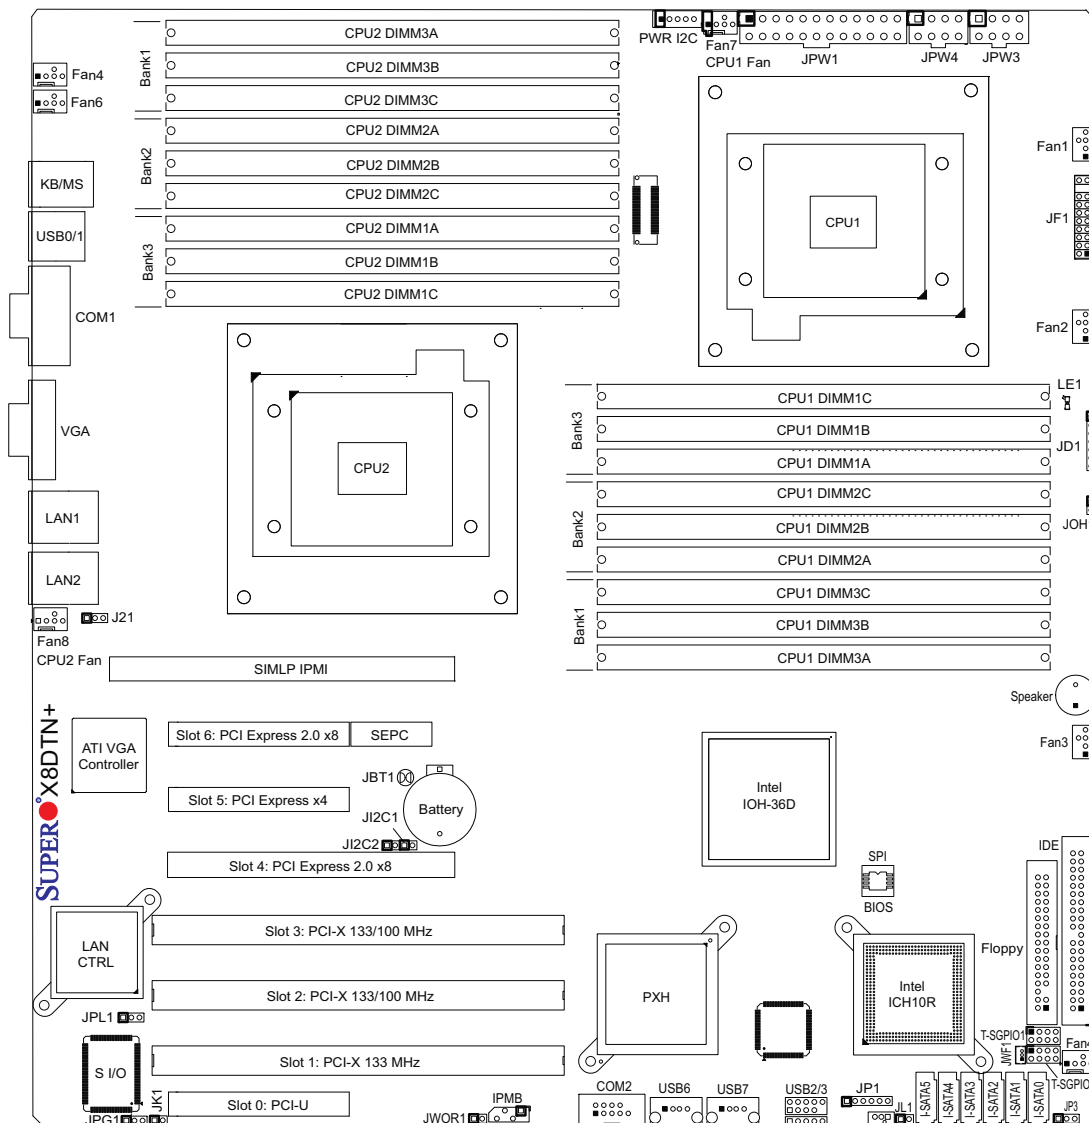 PWR I2C
Fan7
CPU1 Fan
JPW1
JPW4
JPW3
Bank1
CPU2 DIMM3A
CPU2 DIMM3B
CPU2 DIMM3C
Bank2
CPU2 DIMM2A
CPU2 DIMM2B
CPU2 DIMM2C
Bank3
CPU2 DIMM1A
CPU2 DIMM1B
CPU2 DIMM1C
Fan4
Fan6
KB/MS
USB0/1
COM1
VGA
LAN1
LAN2
Fan8
CPU2 Fan
J21
CPU1
Fan1
JF1
Fan2
CPU2
LE1
JD1
JOH
Bank3
CPU1 DIMM1C
CPU1 DIMM1B
CPU1 DIMM1A
Bank2
CPU1 DIMM2C
CPU1 DIMM2B
CPU1 DIMM2A
Bank1
CPU1 DIMM3C
CPU1 DIMM3B
CPU1 DIMM3A
SIMLP IPMI
Speaker
Fan3
SUPER X8DTN+
ATI VGA
Controller
Slot 6: PCI Express 2.0 x8
SEPC
JBT1
Battery
Slot 5: PCI Express x4
JI2C1
JI2C2
Slot 4: PCI Express 2.0 x8
Intel
IOH-36D
SPI
BIOS
IDE
Floppy
LAN
CTRL
Slot 3: PCI-X 133/100 MHz
Slot 2: PCI-X 133/100 MHz
PXH
Intel
ICH10R
JPL1
S I/O
Slot 1: PCI-X 133 MHz
T-SGPIO1
JWF1
Fan4
T-SGPIO
JPG1
JK1
Slot 0: PCI-U
JWOR1
IPMB
COM2
USB6
USB7
USB2/3
JP1
JL1
I-SATA5
I-SATA4
I-SATA3
I-SATA2
I-SATA1
I-SATA0
JP3